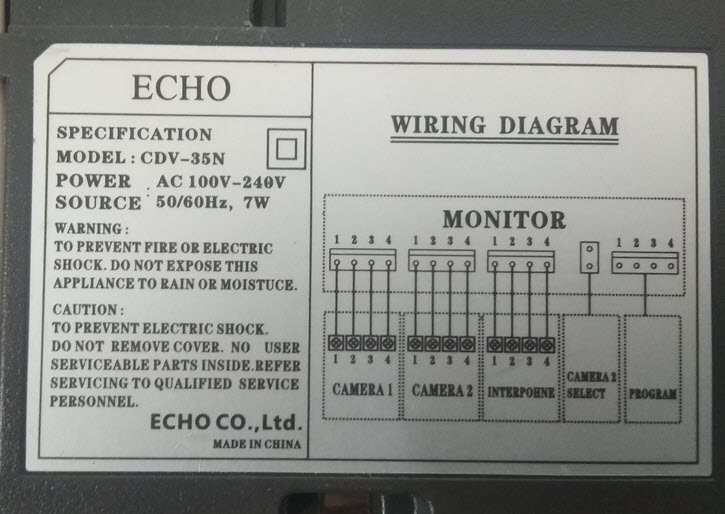 ECHO
SPECIFICATION
MODEL : CDV-35N
POWER : AC 100V-240V
SOURCE 50/60Hz, 7W
WARNING :
TO PREVENT FIRE OR ELECTRIC
SHOCK. DO NOT EXPOSE THIS
APPLIANCE TO RAIN OR MOISTUCE.
CAUTION :
TO PREVENT ELECTRIC SHOCK.
DO NOT REMOVE COVER. NO USER
SERVICEABLE PARTS INSIDE.REFER
SERVICING TO QUALIFIED SERVICE
PERSONNEL.
ECHO CO.,Ltd.
MADE IN CHINA
WIRING DIAGRAM
MONITOR
1 2 3 4 1 2 3 4 1 2 3 4 1 2 3 4
1 2 3 4 1 2 3 4 1 2 3 4
CAMERA 1 CAMERA 2 INTERPOHNE CAMERA 2 SELECT PROGRAM